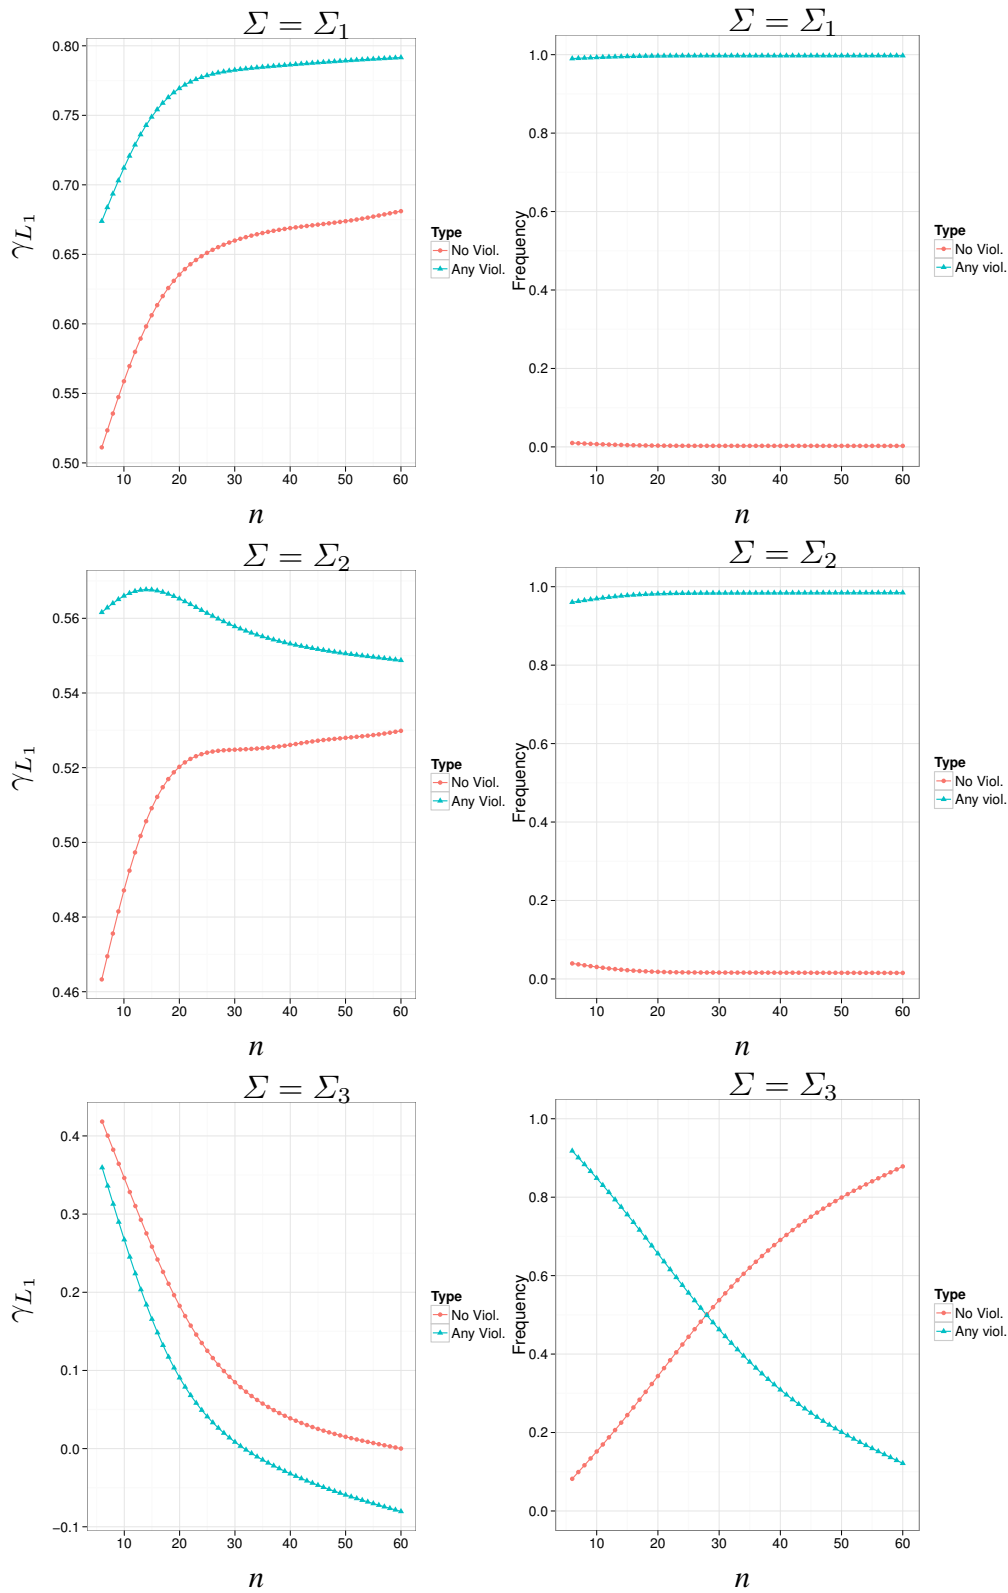 Σ = Σ₁
0.80
0.75
0.70
0.65
0.60
0.55
0.50
γ_{L₁}
10 20 30 40 50 60
n
Type
No Viol.
Any Viol.
Σ = Σ₁
1.0
0.8
0.6
0.4
0.2
0.0
Frequency
10 20 30 40 50 60
n
Type
No Viol.
Any viol.
Σ = Σ₂
0.56
0.54
0.52
0.50
0.48
0.46
γ_{L₁}
10 20 30 40 50 60
n
Type
No Viol.
Any Viol.
Σ = Σ₂
1.0
0.8
0.6
0.4
0.2
0.0
Frequency
10 20 30 40 50 60
n
Type
No Viol.
Any viol.
Σ = Σ₃
0.4
0.3
0.2
0.1
0.0
−0.1
γ_{L₁}
10 20 30 40 50 60
n
Type
No Viol.
Any Viol.
Σ = Σ₃
1.0
0.8
0.6
0.4
0.2
0.0
Frequency
10 20 30 40 50 60
n
Type
No Viol.
Any viol.